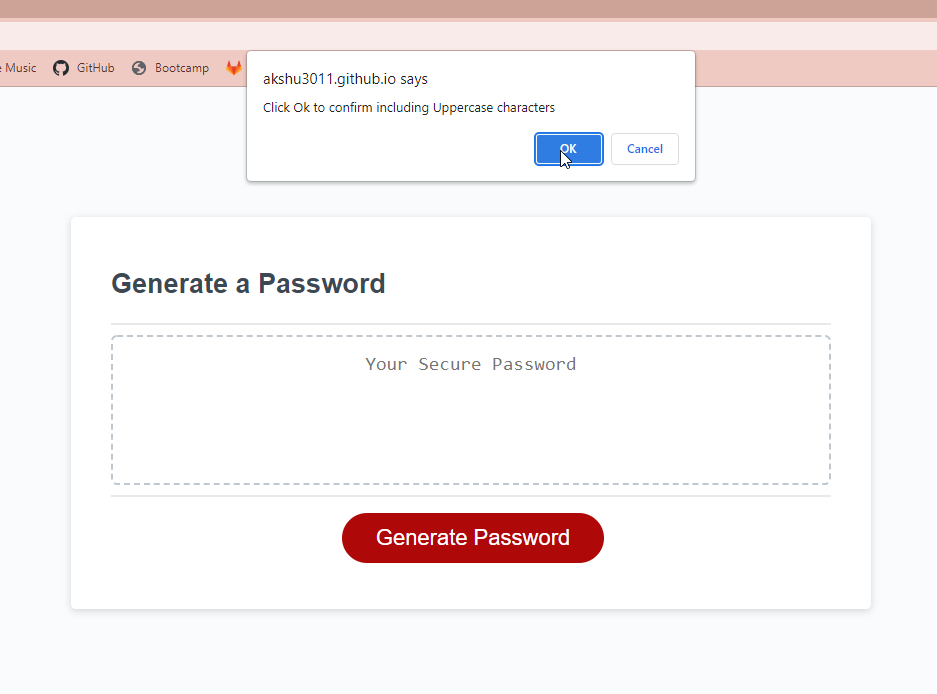 e Music GitHub Bootcamp
akshu3011.github.io says
Click Ok to confirm including Uppercase characters
OK Cancel
Generate a Password
Your Secure Password
Generate Password